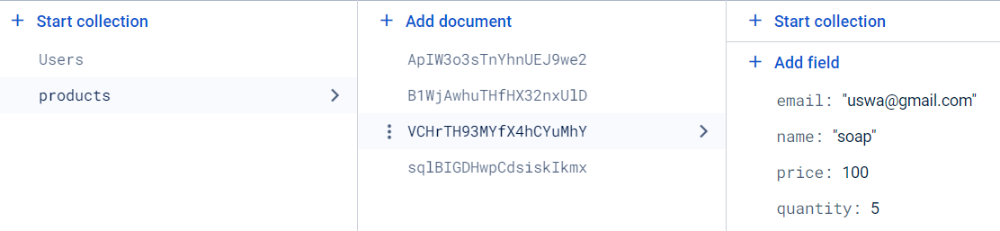 + Start collection
Users
products
+ Add document
ApIW3o3sTnYhnUEJ9we2
B1WjAwhuTHfHX32nxUlD
VCHrTH93MYfX4hCYuMhY
sqlBIGDHwpCdsiskIkmx
+ Start collection
+ Add field
email: "uswa@gmail.com"
name: "soap"
price: 100
quantity: 5